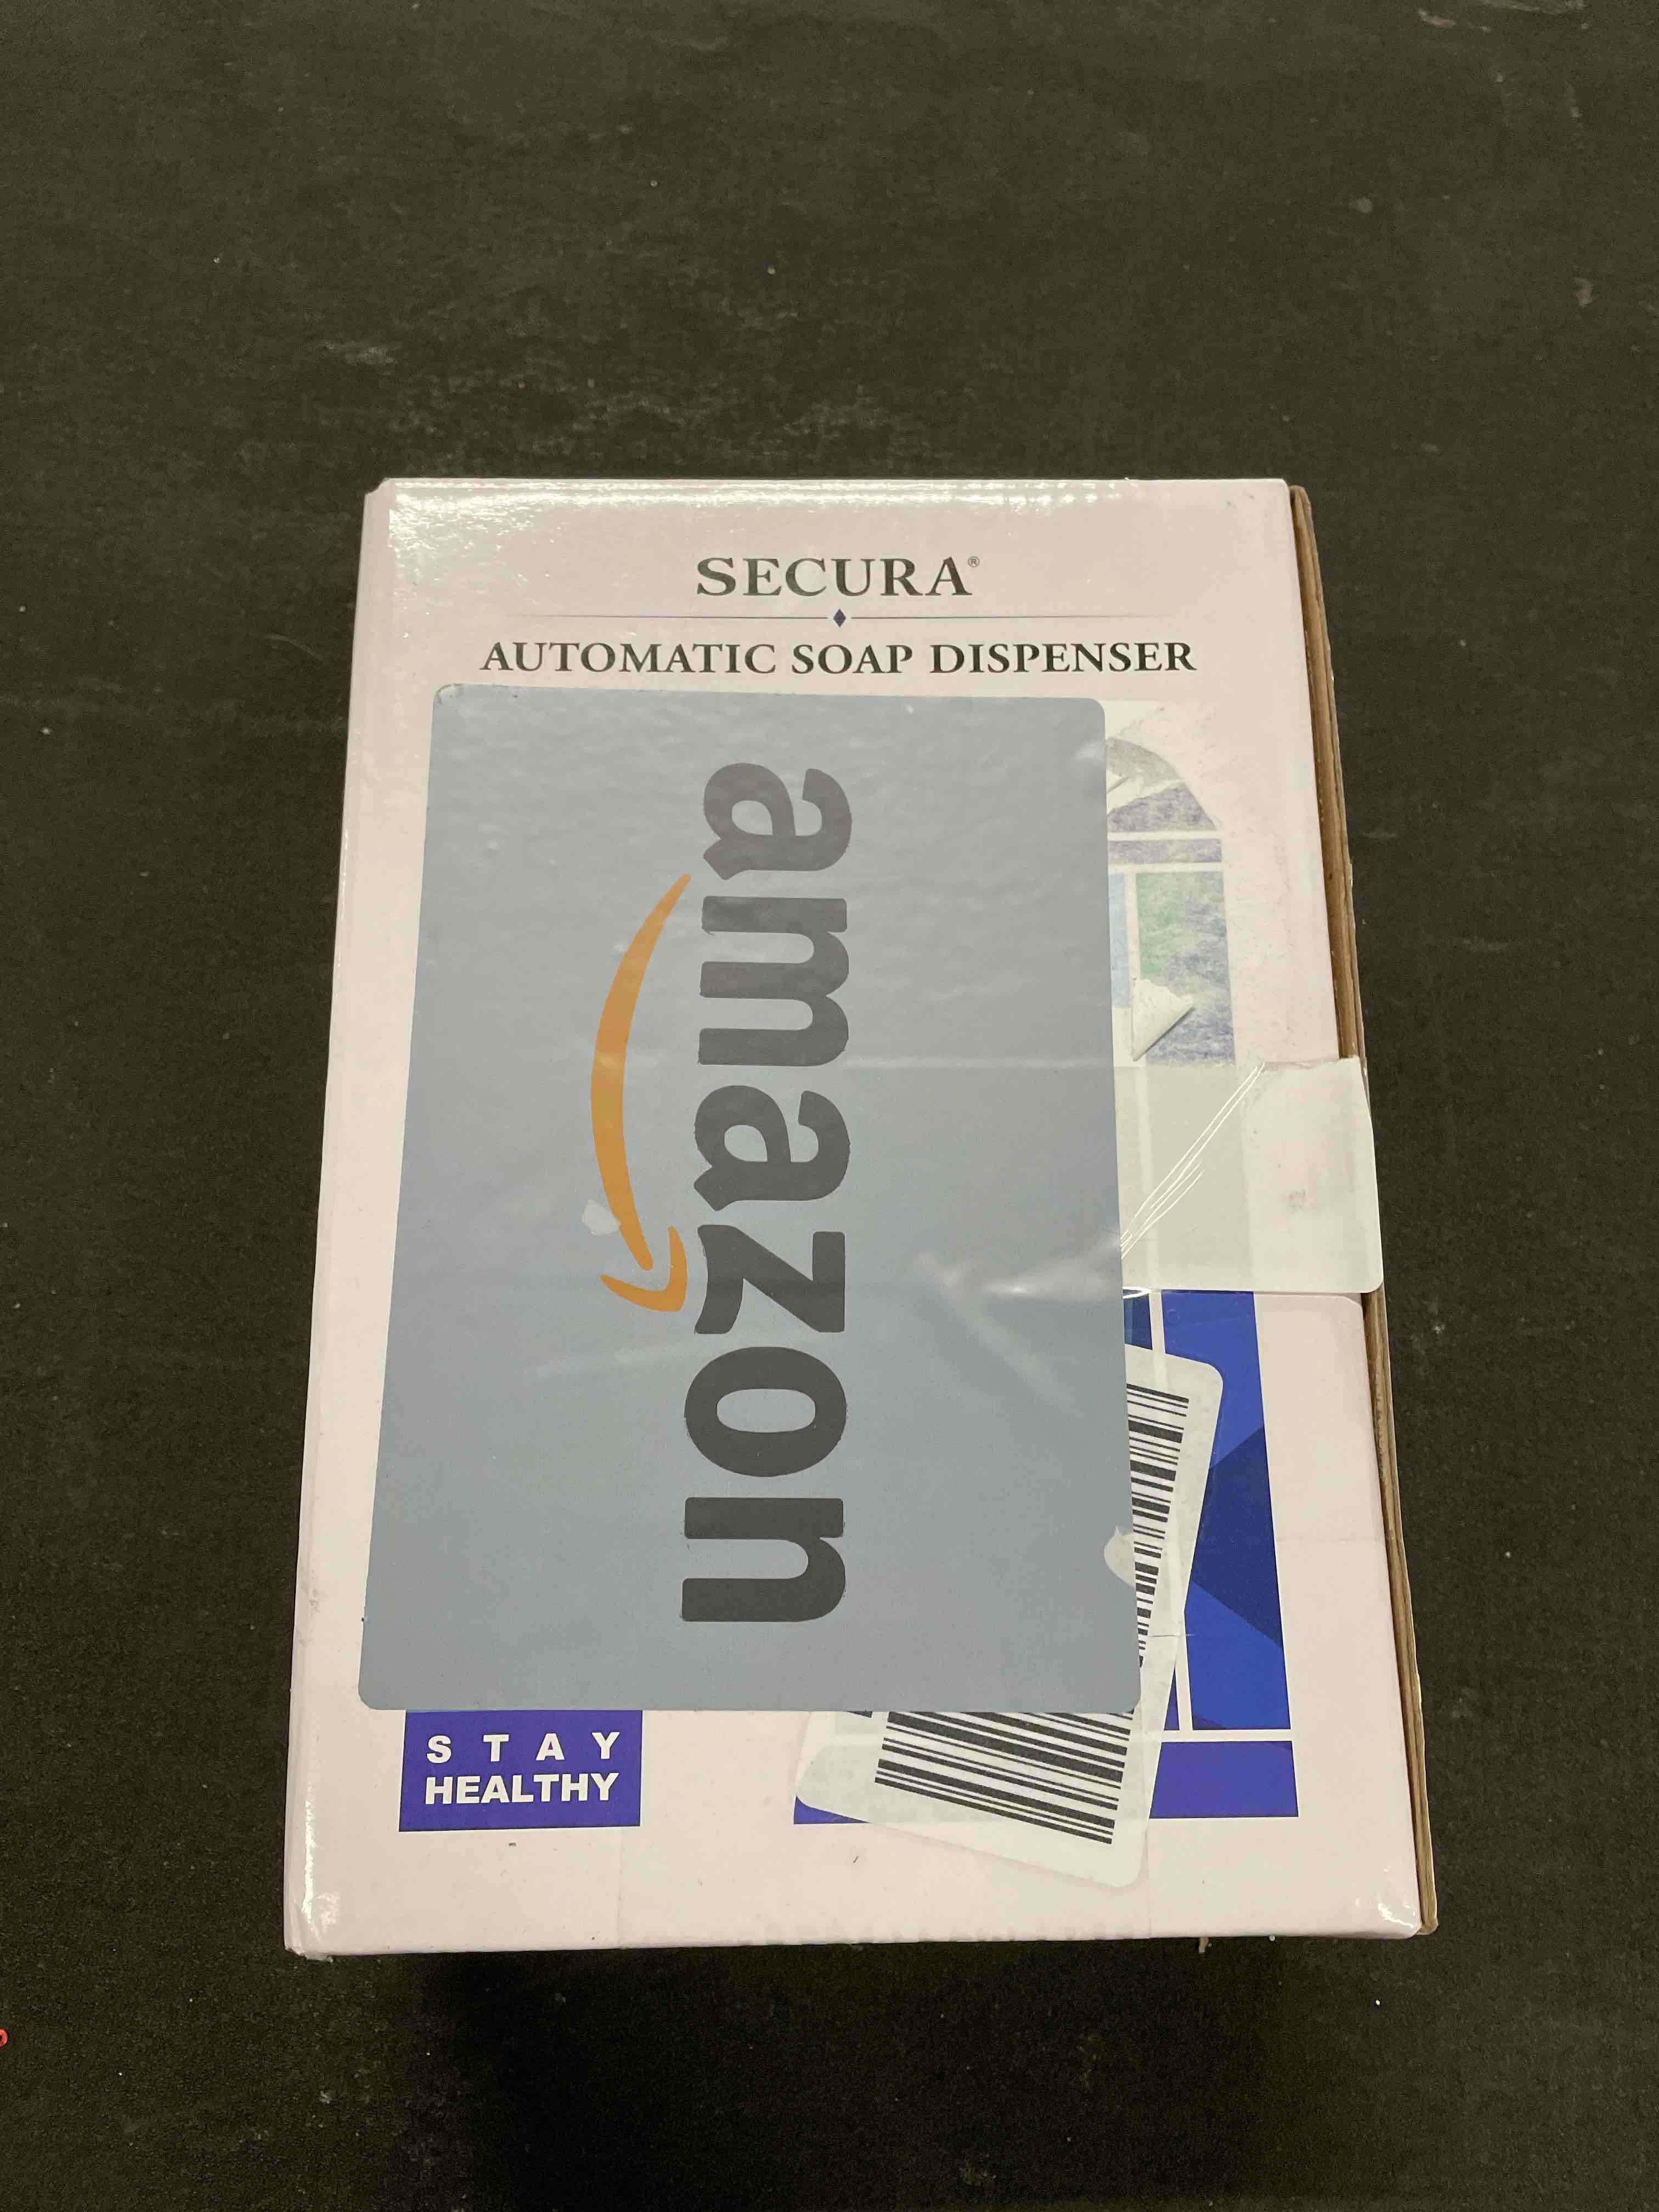 SECURA®
AUTOMATIC SOAP DISPENSER
amazon
STAY
HEALTHY